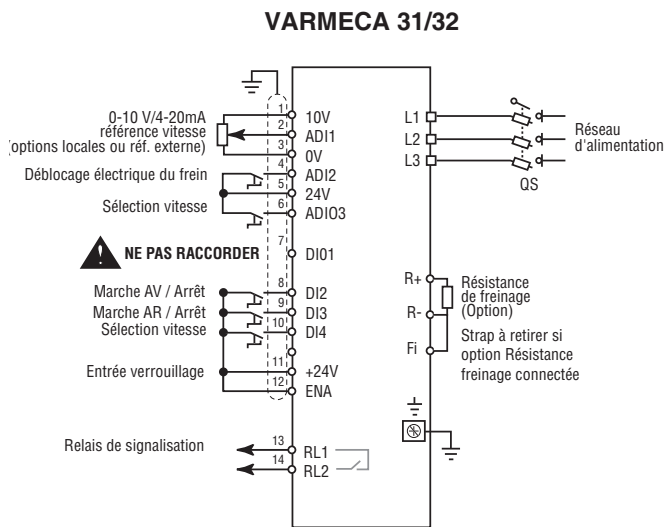 VARMECA 31/32
0-10 V/4-20mA
référence vitesse
(options locales ou réf. externe)
Déblocage électrique du frein
Sélection vitesse
NE PAS RACCORDER
Marche AV / Arrêt
Marche AR / Arrêt
Sélection vitesse
Entrée verrouillage
Relais de signalisation
1 10V
2 ADI1
3 0V
4 ADI2
5 24V
6 ADIO3
7 DI01
8 DI2
9 DI3
10 DI4
11 +24V
12 ENA
13 RL1
14 RL2
L1
L2
L3
QS
Réseau
d'alimentation
R+
R-
Fi
Résistance
de freinage
(Option)
Strap à retirer si
option Résistance
freinage connectée